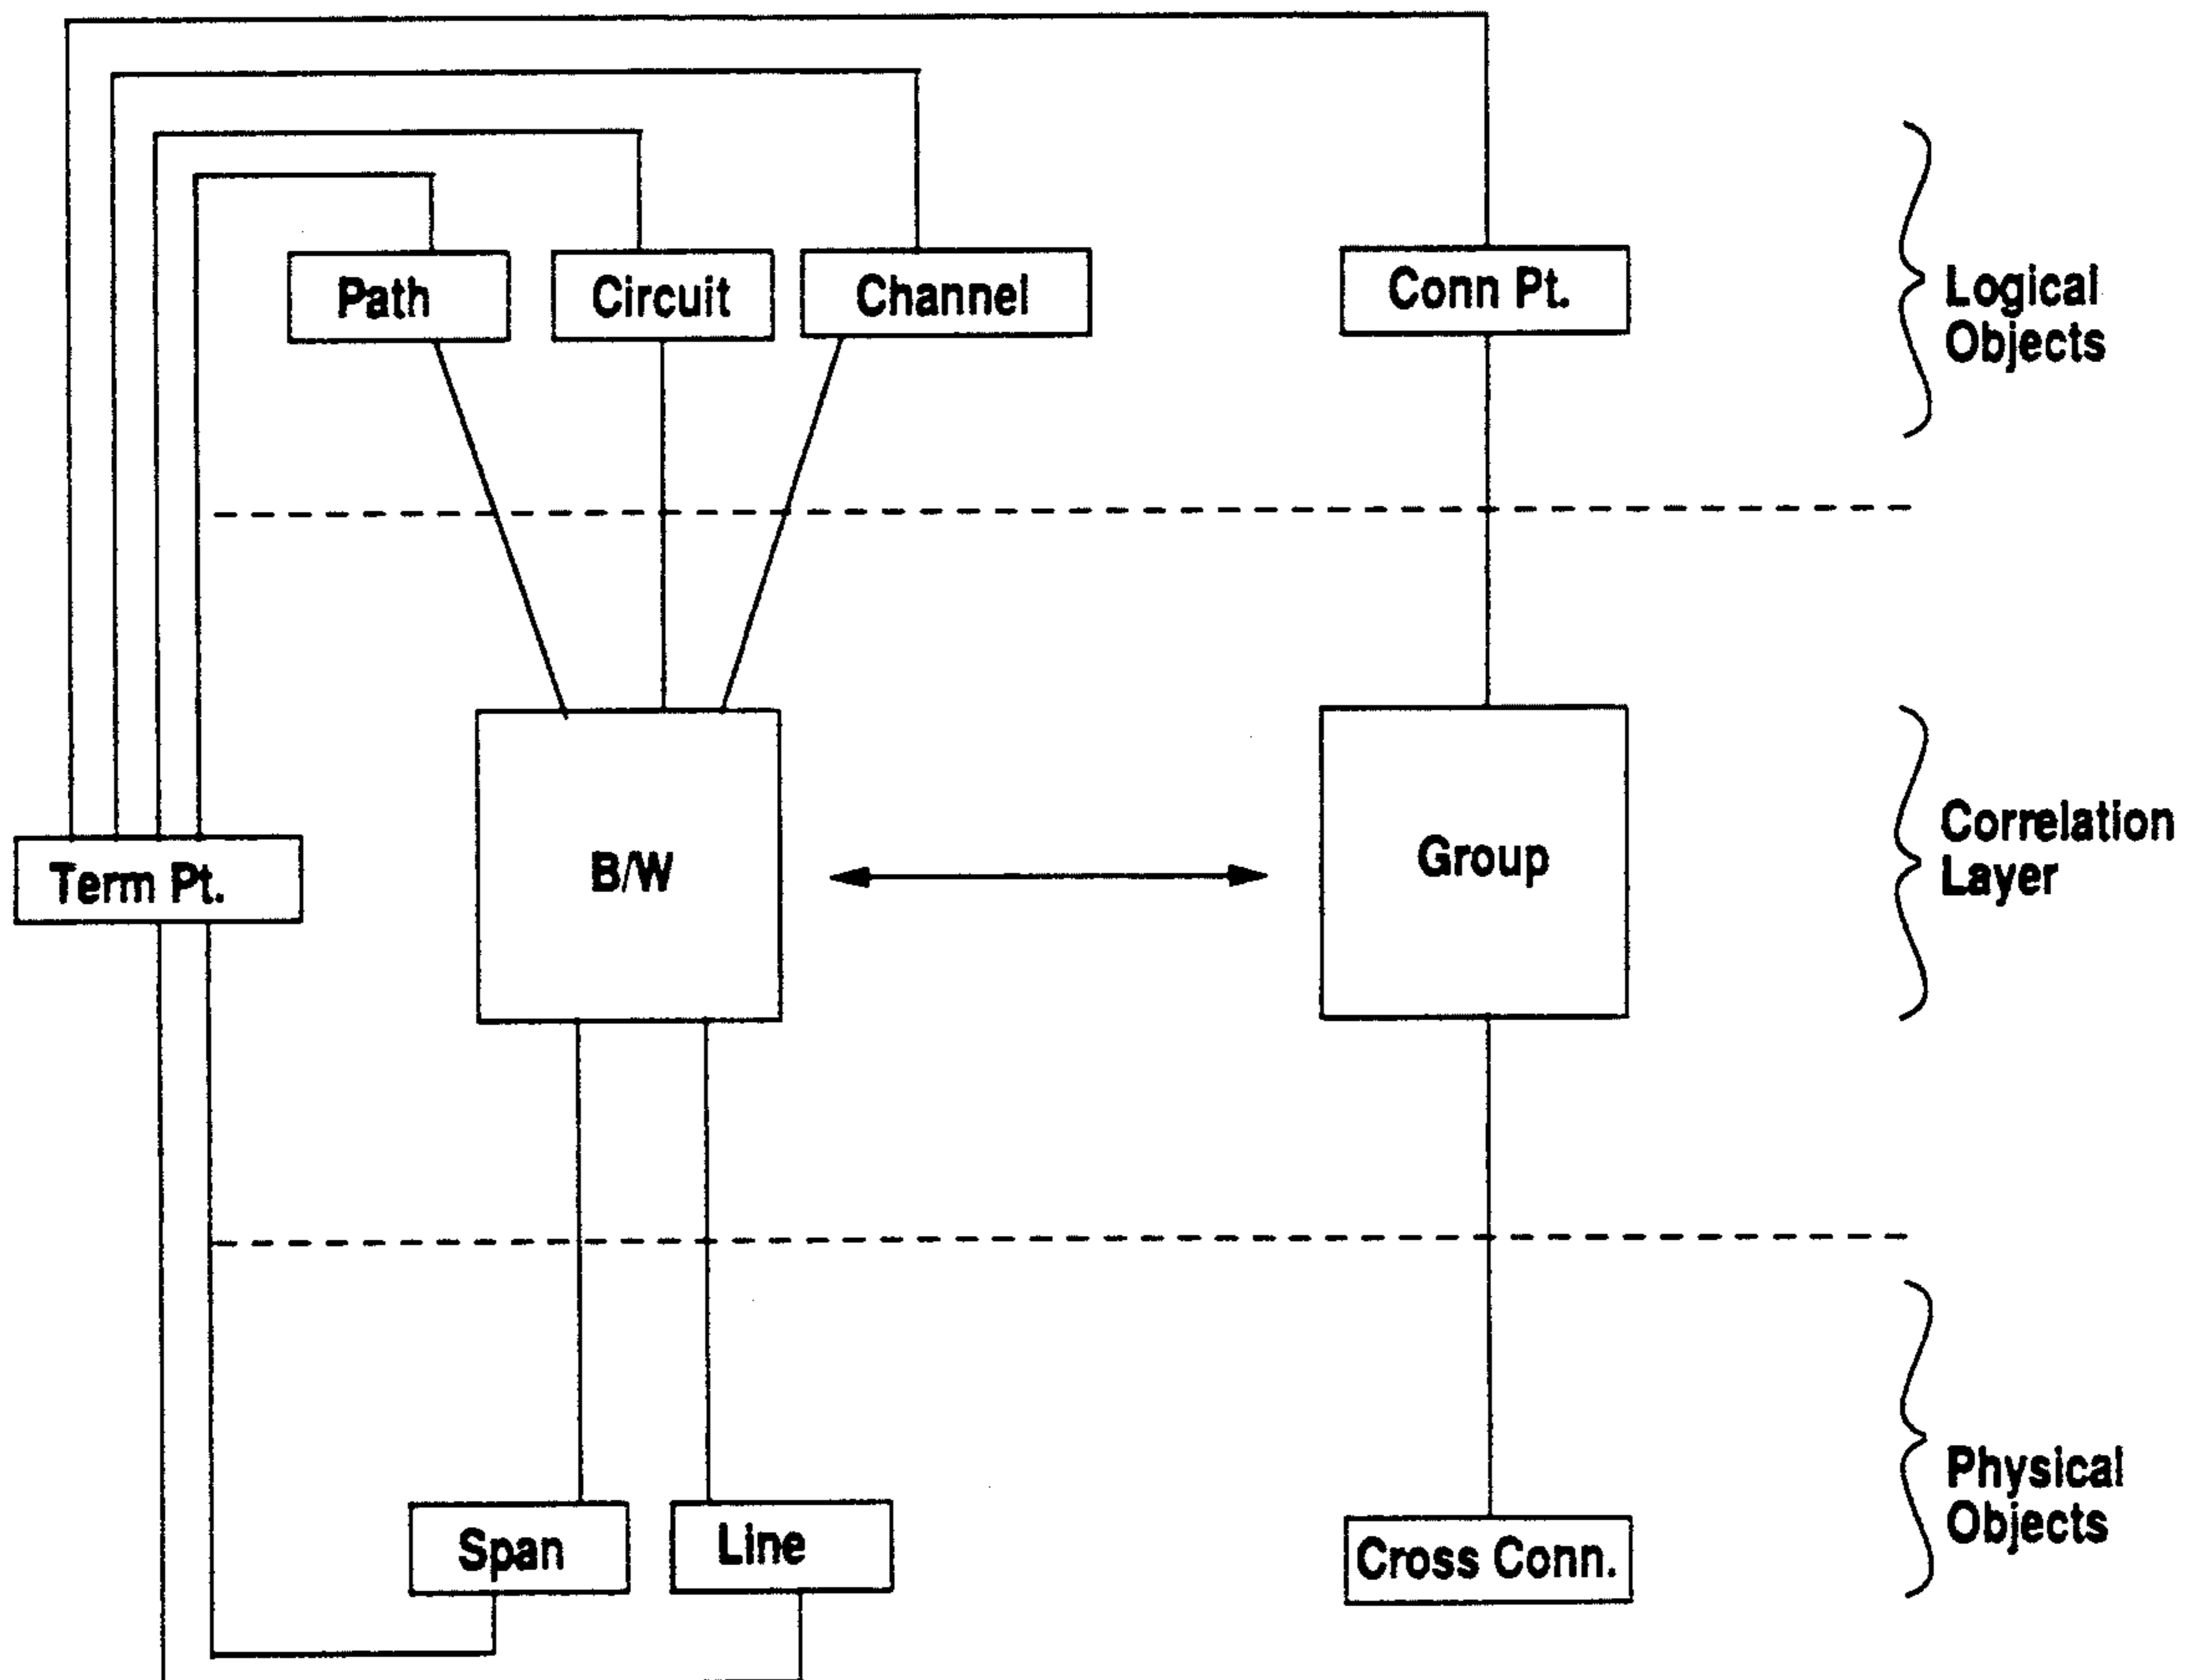 Path
Circuit
Channel
Conn Pt.
Logical
Objects
Term Pt.
B/W
Group
Correlation
Layer
Span
Line
Cross Conn.
Physical
Objects